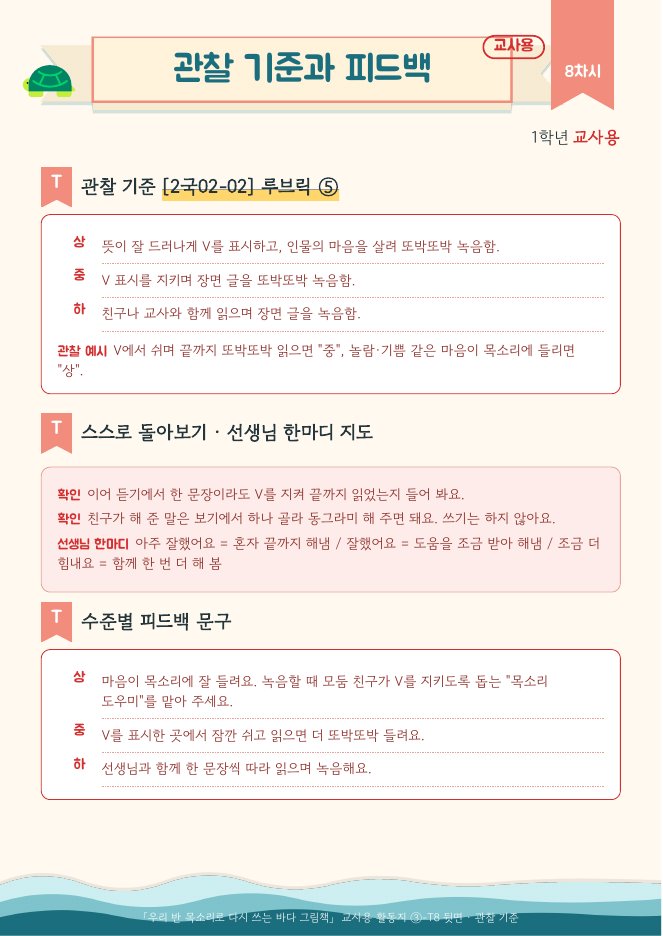 교사용
관찰 기준과 피드백
8차시
1학년 교사용
T 관찰 기준 [2국02-02] 루브릭 ⑤
상 뜻이 잘 드러나게 V를 표시하고, 인물의 마음을 살려 또박또박 녹음함.
중 V 표시를 지키며 장면 글을 또박또박 녹음함.
하 친구나 교사와 함께 읽으며 장면 글을 녹음함.
관찰 예시 V에서 쉬며 끝까지 또박또박 읽으면 "중", 놀람·기쁨 같은 마음이 목소리에 들리면
"상".
T 스스로 돌아보기 · 선생님 한마디 지도
확인 이어 듣기에서 한 문장이라도 V를 지켜 끝까지 읽었는지 들어 봐요.
확인 친구가 해 준 말은 보기에서 하나 골라 동그라미 해 주면 돼요. 쓰기는 하지 않아요.
선생님 한마디 아주 잘했어요 = 혼자 끝까지 해냄 / 잘했어요 = 도움을 조금 받아 해냄 / 조금 더
힘내요 = 함께 한 번 더 해 봄
T 수준별 피드백 문구
상 마음이 목소리에 잘 들려요. 녹음할 때 모둠 친구가 V를 지키도록 돕는 "목소리
도우미"를 맡아 주세요.
중 V를 표시한 곳에서 잠깐 쉬고 읽으면 더 또박또박 들려요.
하 선생님과 함께 한 문장씩 따라 읽으며 녹음해요.
「우리 반 목소리로 다시 쓰는 바다 그림책」 교사용 활동지 ③-T8 뒷면 · 관찰 기준